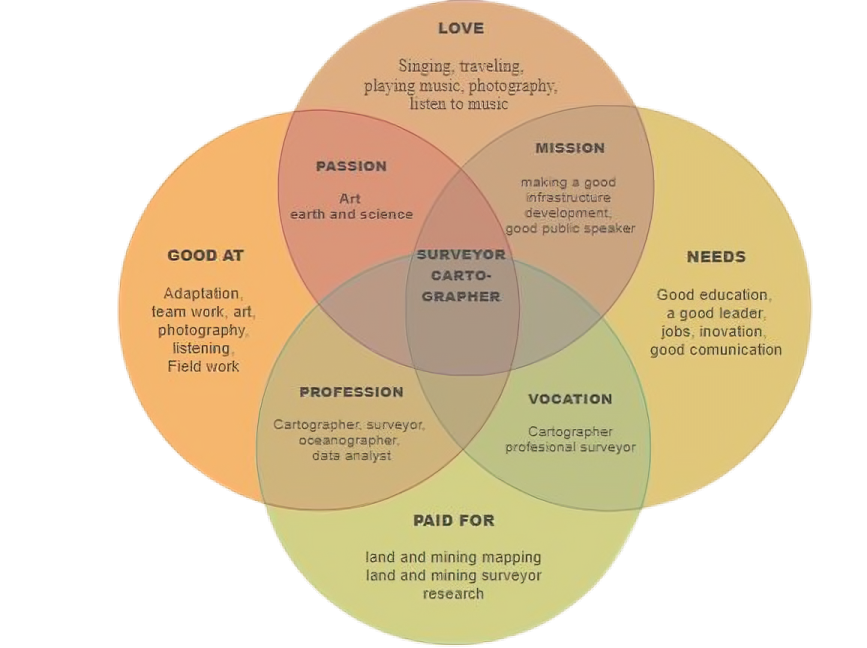 LOVE
Singing, traveling,
playing music, photography,
listen to music
PASSION
Art
earth and science
MISSION
making a good
infrastructure
development,
good public speaker
GOOD AT
Adaptation,
team work, art,
photography,
listening,
Field work
SURVEYOR
CARTO-
GRAPHER
NEEDS
Good education,
a good leader,
jobs, inovation,
good comunication
PROFESSION
Cartographer, surveyor,
oceanographer,
data analyst
VOCATION
Cartographer
profesional surveyor
PAID FOR
land and mining mapping
land and mining surveyor
research